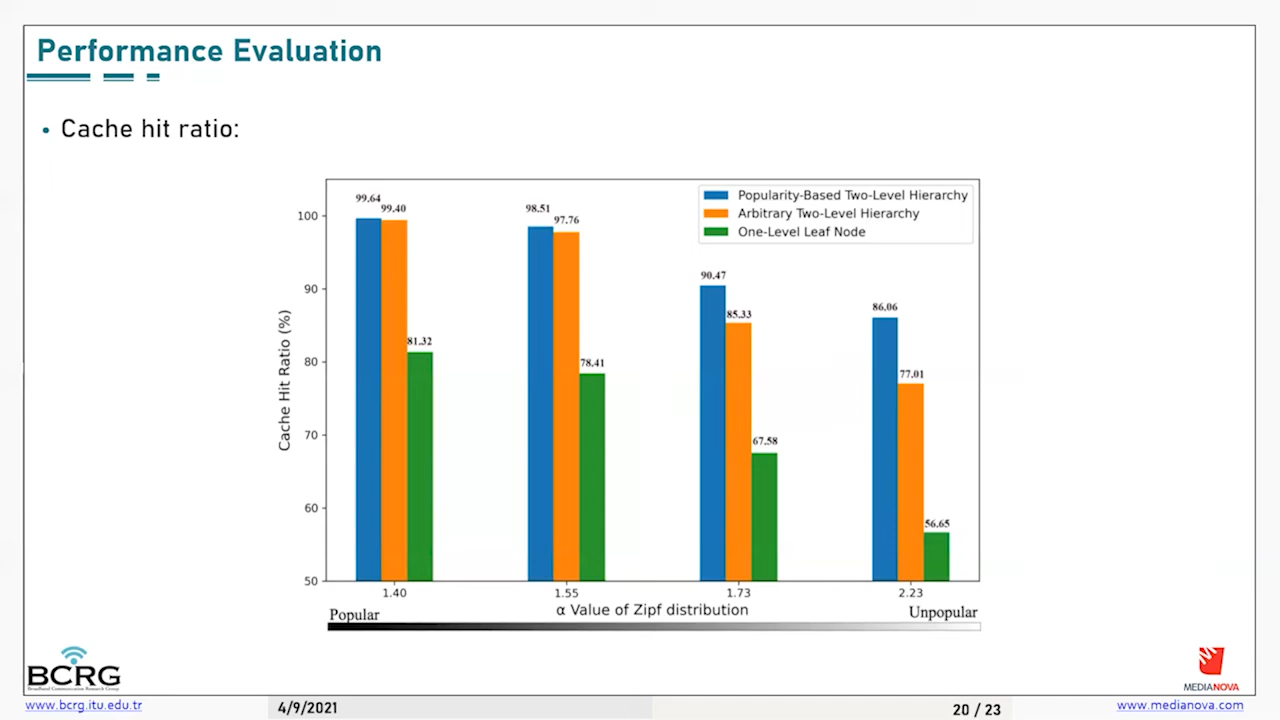 Performance Evaluation
• Cache hit ratio:
Popularity-Based Two-Level Hierarchy
Arbitrary Two-Level Hierarchy
One-Level Leaf Node
Cache Hit Ratio (%)
100
90
80
70
60
50
99.64
99.40
81.32
98.51
97.76
78.41
90.47
85.33
67.58
86.06
77.01
56.65
1.40 1.55 1.73 2.23
α Value of Zipf distribution
Popular Unpopular
BCRG
Broadband Communication Research Group
MEDIANOVA
www.bcrg.itu.edu.tr
4/9/2021
20 / 23
www.medianova.com